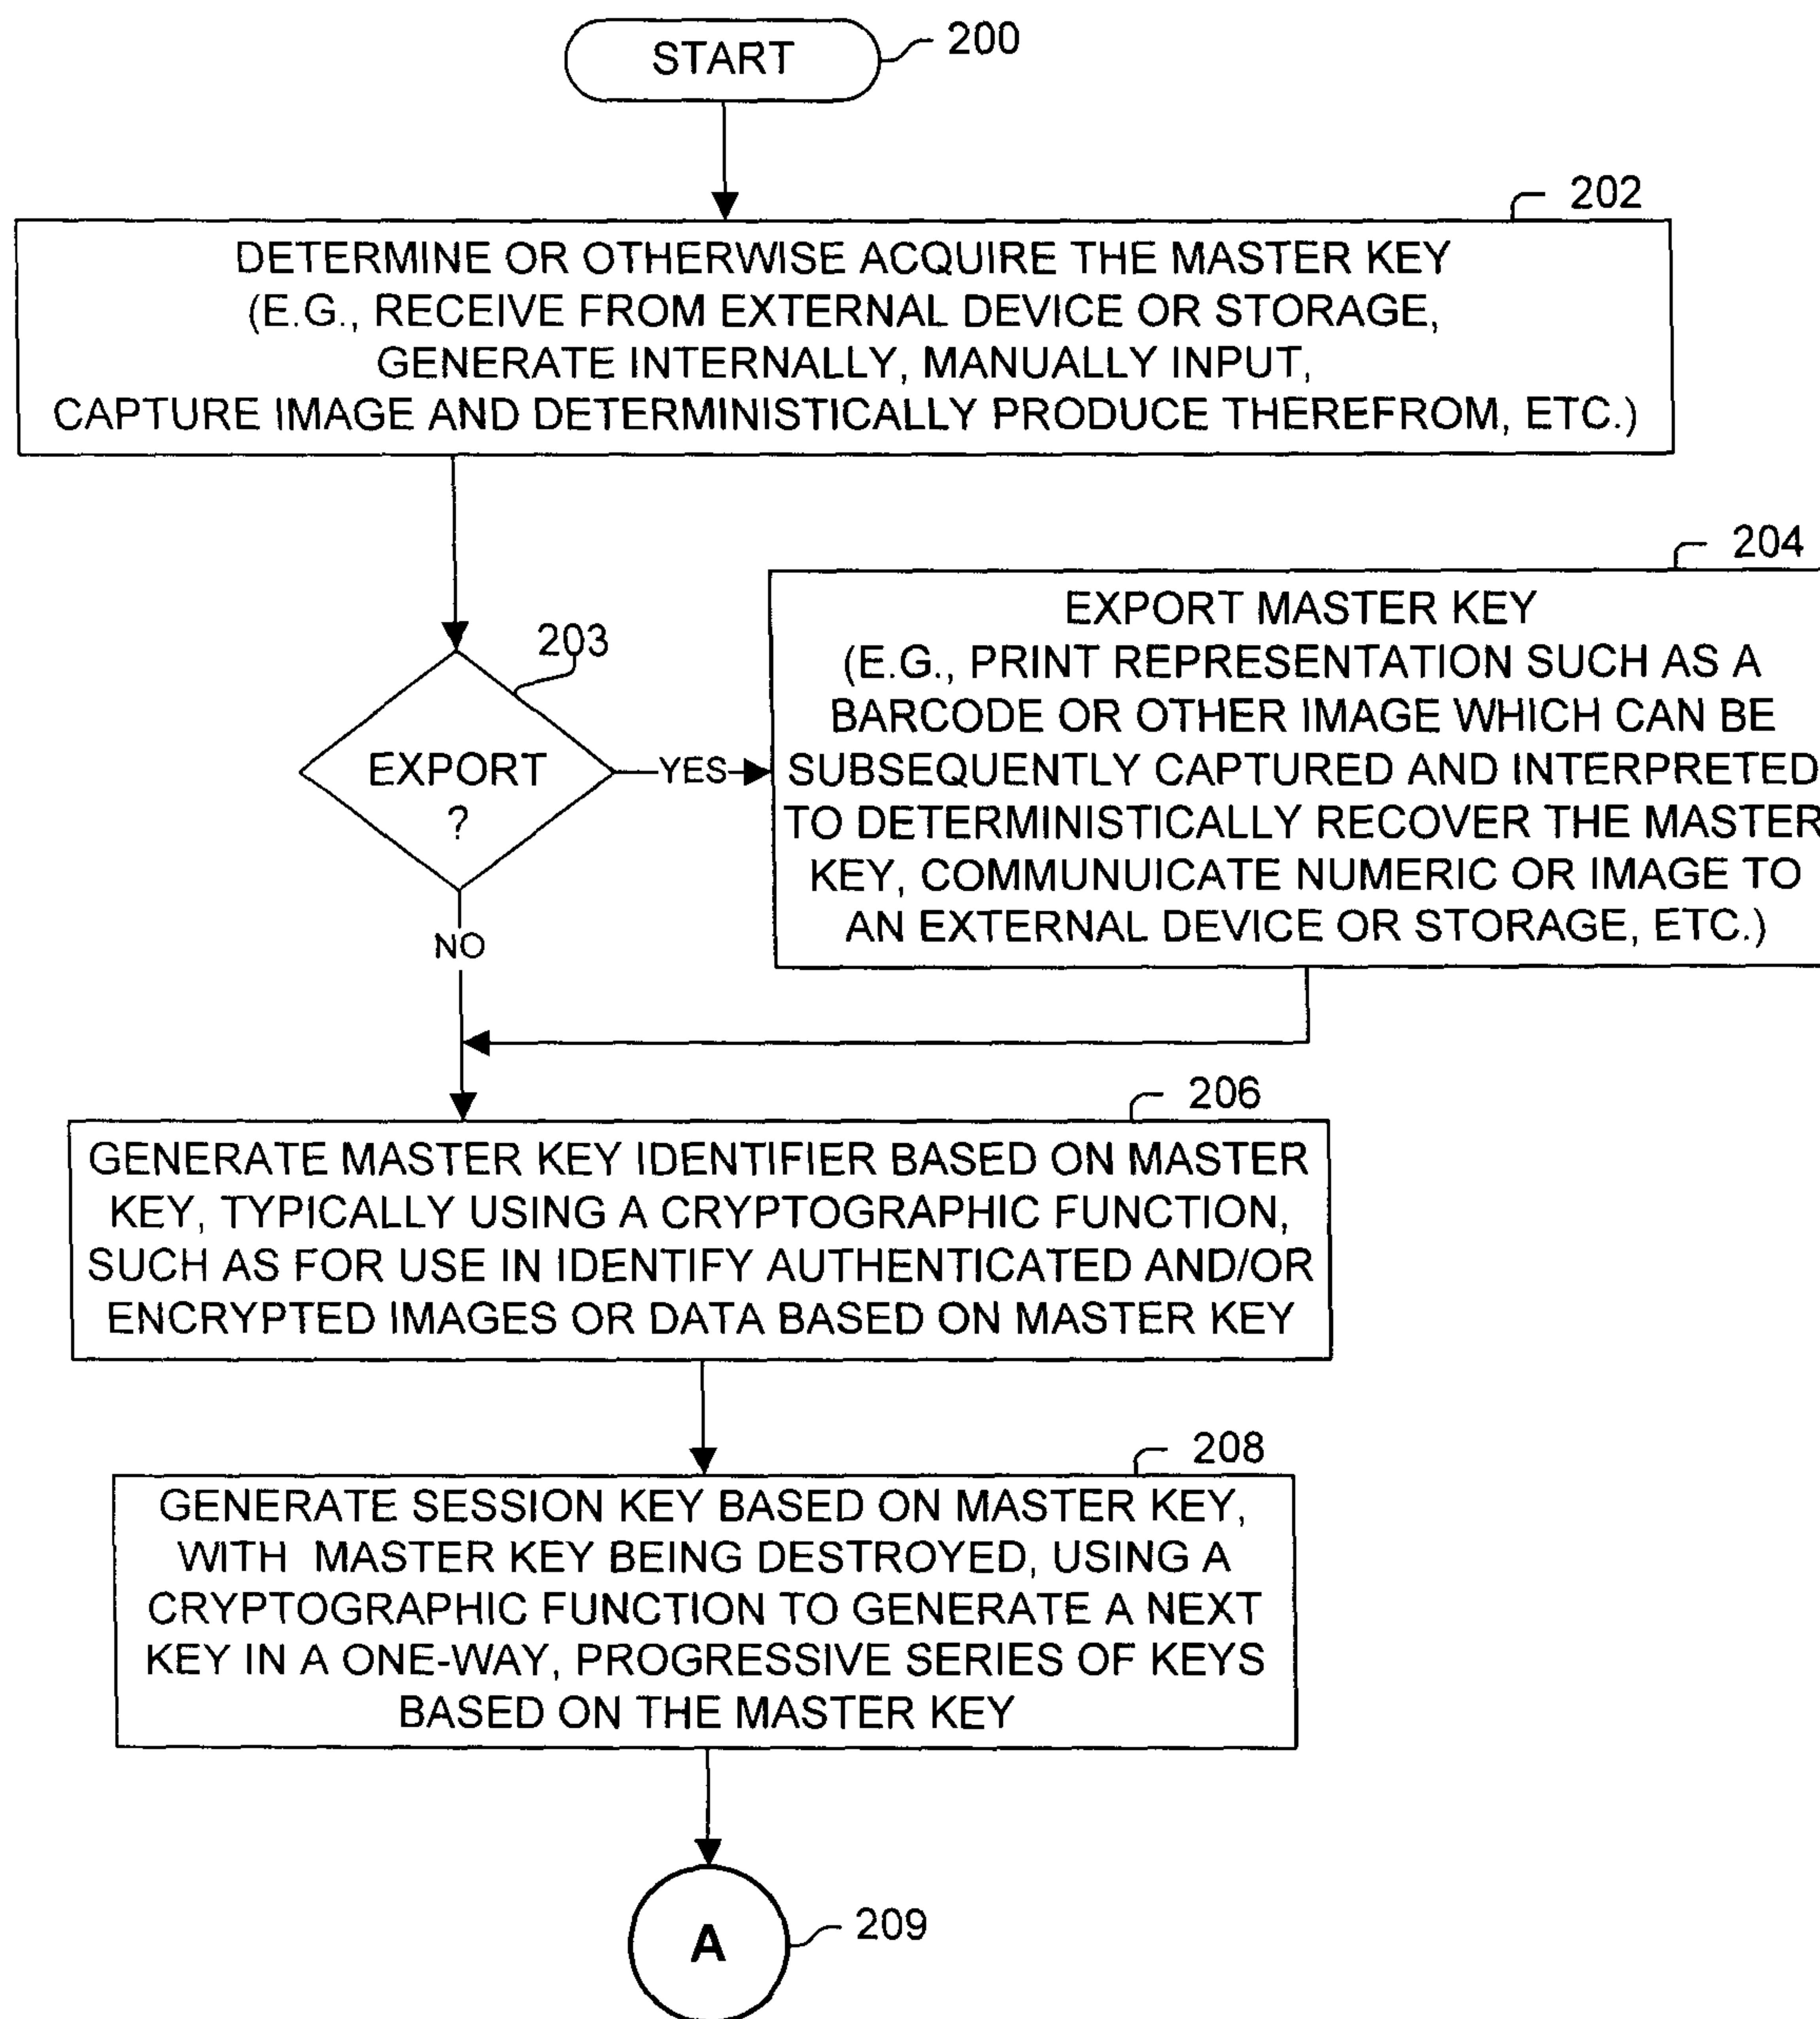 START
200
202
DETERMINE OR OTHERWISE ACQUIRE THE MASTER KEY
(E.G., RECEIVE FROM EXTERNAL DEVICE OR STORAGE,
GENERATE INTERNALLY, MANUALLY INPUT,
CAPTURE IMAGE AND DETERMINISTICALLY PRODUCE THEREFROM, ETC.)
203
EXPORT
?
YES
NO
204
EXPORT MASTER KEY
(E.G., PRINT REPRESENTATION SUCH AS A
BARCODE OR OTHER IMAGE WHICH CAN BE
SUBSEQUENTLY CAPTURED AND INTERPRETED
TO DETERMINISTICALLY RECOVER THE MASTER
KEY, COMMUNUICATE NUMERIC OR IMAGE TO
AN EXTERNAL DEVICE OR STORAGE, ETC.)
206
GENERATE MASTER KEY IDENTIFIER BASED ON MASTER
KEY, TYPICALLY USING A CRYPTOGRAPHIC FUNCTION,
SUCH AS FOR USE IN IDENTIFY AUTHENTICATED AND/OR
ENCRYPTED IMAGES OR DATA BASED ON MASTER KEY
208
GENERATE SESSION KEY BASED ON MASTER KEY,
WITH MASTER KEY BEING DESTROYED, USING A
CRYPTOGRAPHIC FUNCTION TO GENERATE A NEXT
KEY IN A ONE-WAY, PROGRESSIVE SERIES OF KEYS
BASED ON THE MASTER KEY
A
209